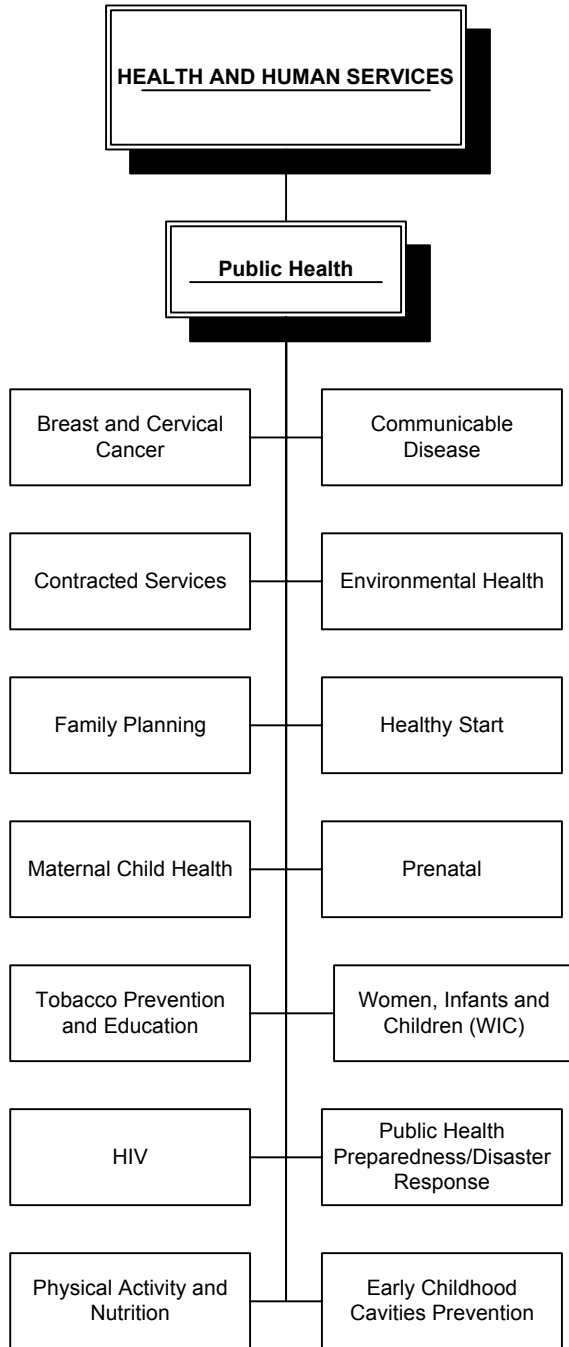 HEALTH AND HUMAN SERVICES
Public Health
Breast and Cervical
Cancer
Communicable
Disease
Contracted Services
Environmental Health
Family Planning
Healthy Start
Maternal Child Health
Prenatal
Tobacco Prevention
and Education
Women, Infants and
Children (WIC)
HIV
Public Health
Preparedness/Disaster
Response
Physical Activity and
Nutrition
Early Childhood
Cavities Prevention